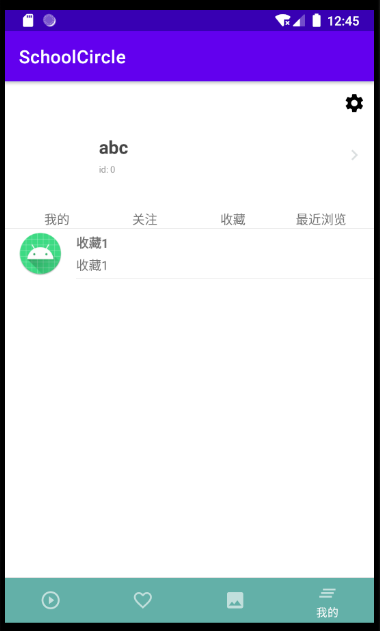 12:45
SchoolCircle
abc
id: 0
我的 关注 收藏 最近浏览
收藏1
收藏1
我的